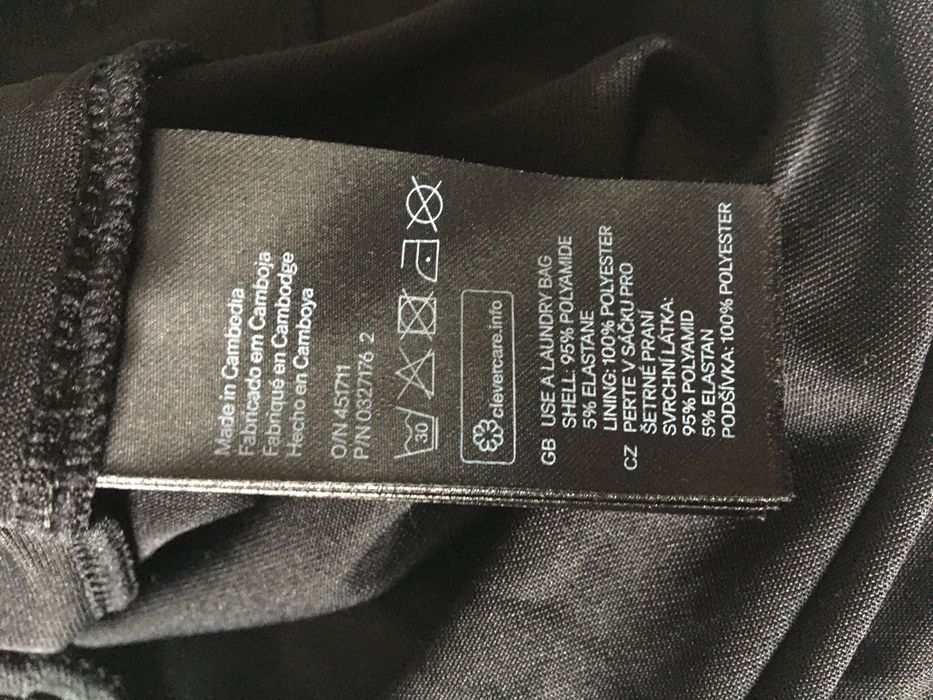 Made in Cambodia
Fabricado em Camboja
Fabriqué en Cambodge
Hecho en Camboya
O/N 451711
P/N 0327176 2
30
clevercare.info
GB USE A LAUNDRY BAG
SHELL: 95% POLYAMIDE
5% ELASTANE
LINING: 100% POLYESTER
CZ PERTE V SÁČKU PRO
ŠETRNÉ PRANÍ
SVRCHNÍ LÁTKA:
95% POLYAMID
5% ELASTAN
PODŠÍVKA: 100% POLYESTER